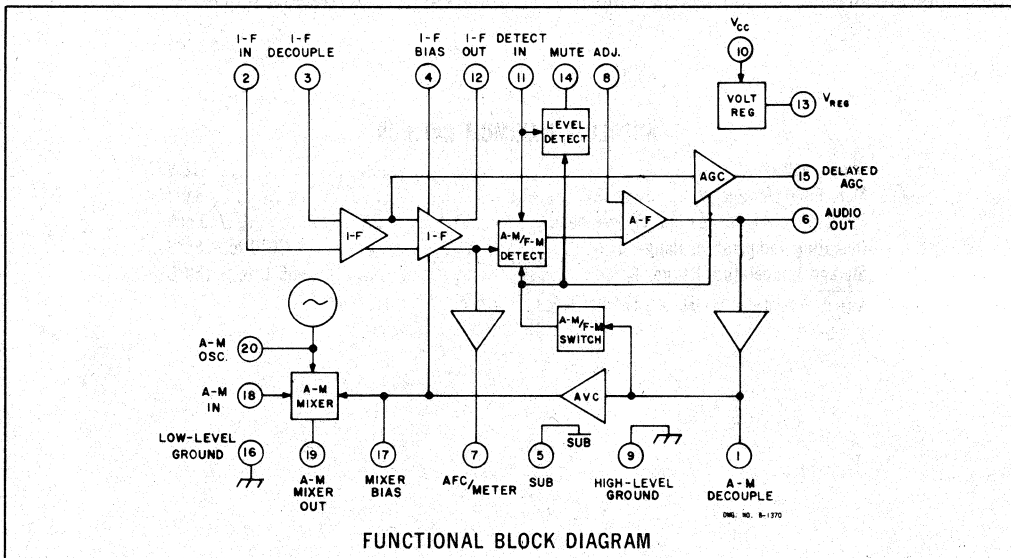 I-F IN
2
I-F DECOUPLE
3
I-F BIAS
4
I-F OUT
12
DETECT IN
11
MUTE
14
ADJ.
8
VCC
10
VOLT REG
13
VREG
LEVEL DETECT
AGC
15
DELAYED AGC
I-F
I-F
A-M/F-M DETECT
A-F
6
AUDIO OUT
A-M OSC.
20
A-M/F-M SWITCH
A-M IN
18
A-M MIXER
AVC
LOW-LEVEL GROUND
16
19
A-M MIXER OUT
17
MIXER BIAS
7
AFC/METER
5
SUB
SUB
9
HIGH-LEVEL GROUND
1
A-M DECOUPLE
DWG. NO. B-1370
FUNCTIONAL BLOCK DIAGRAM